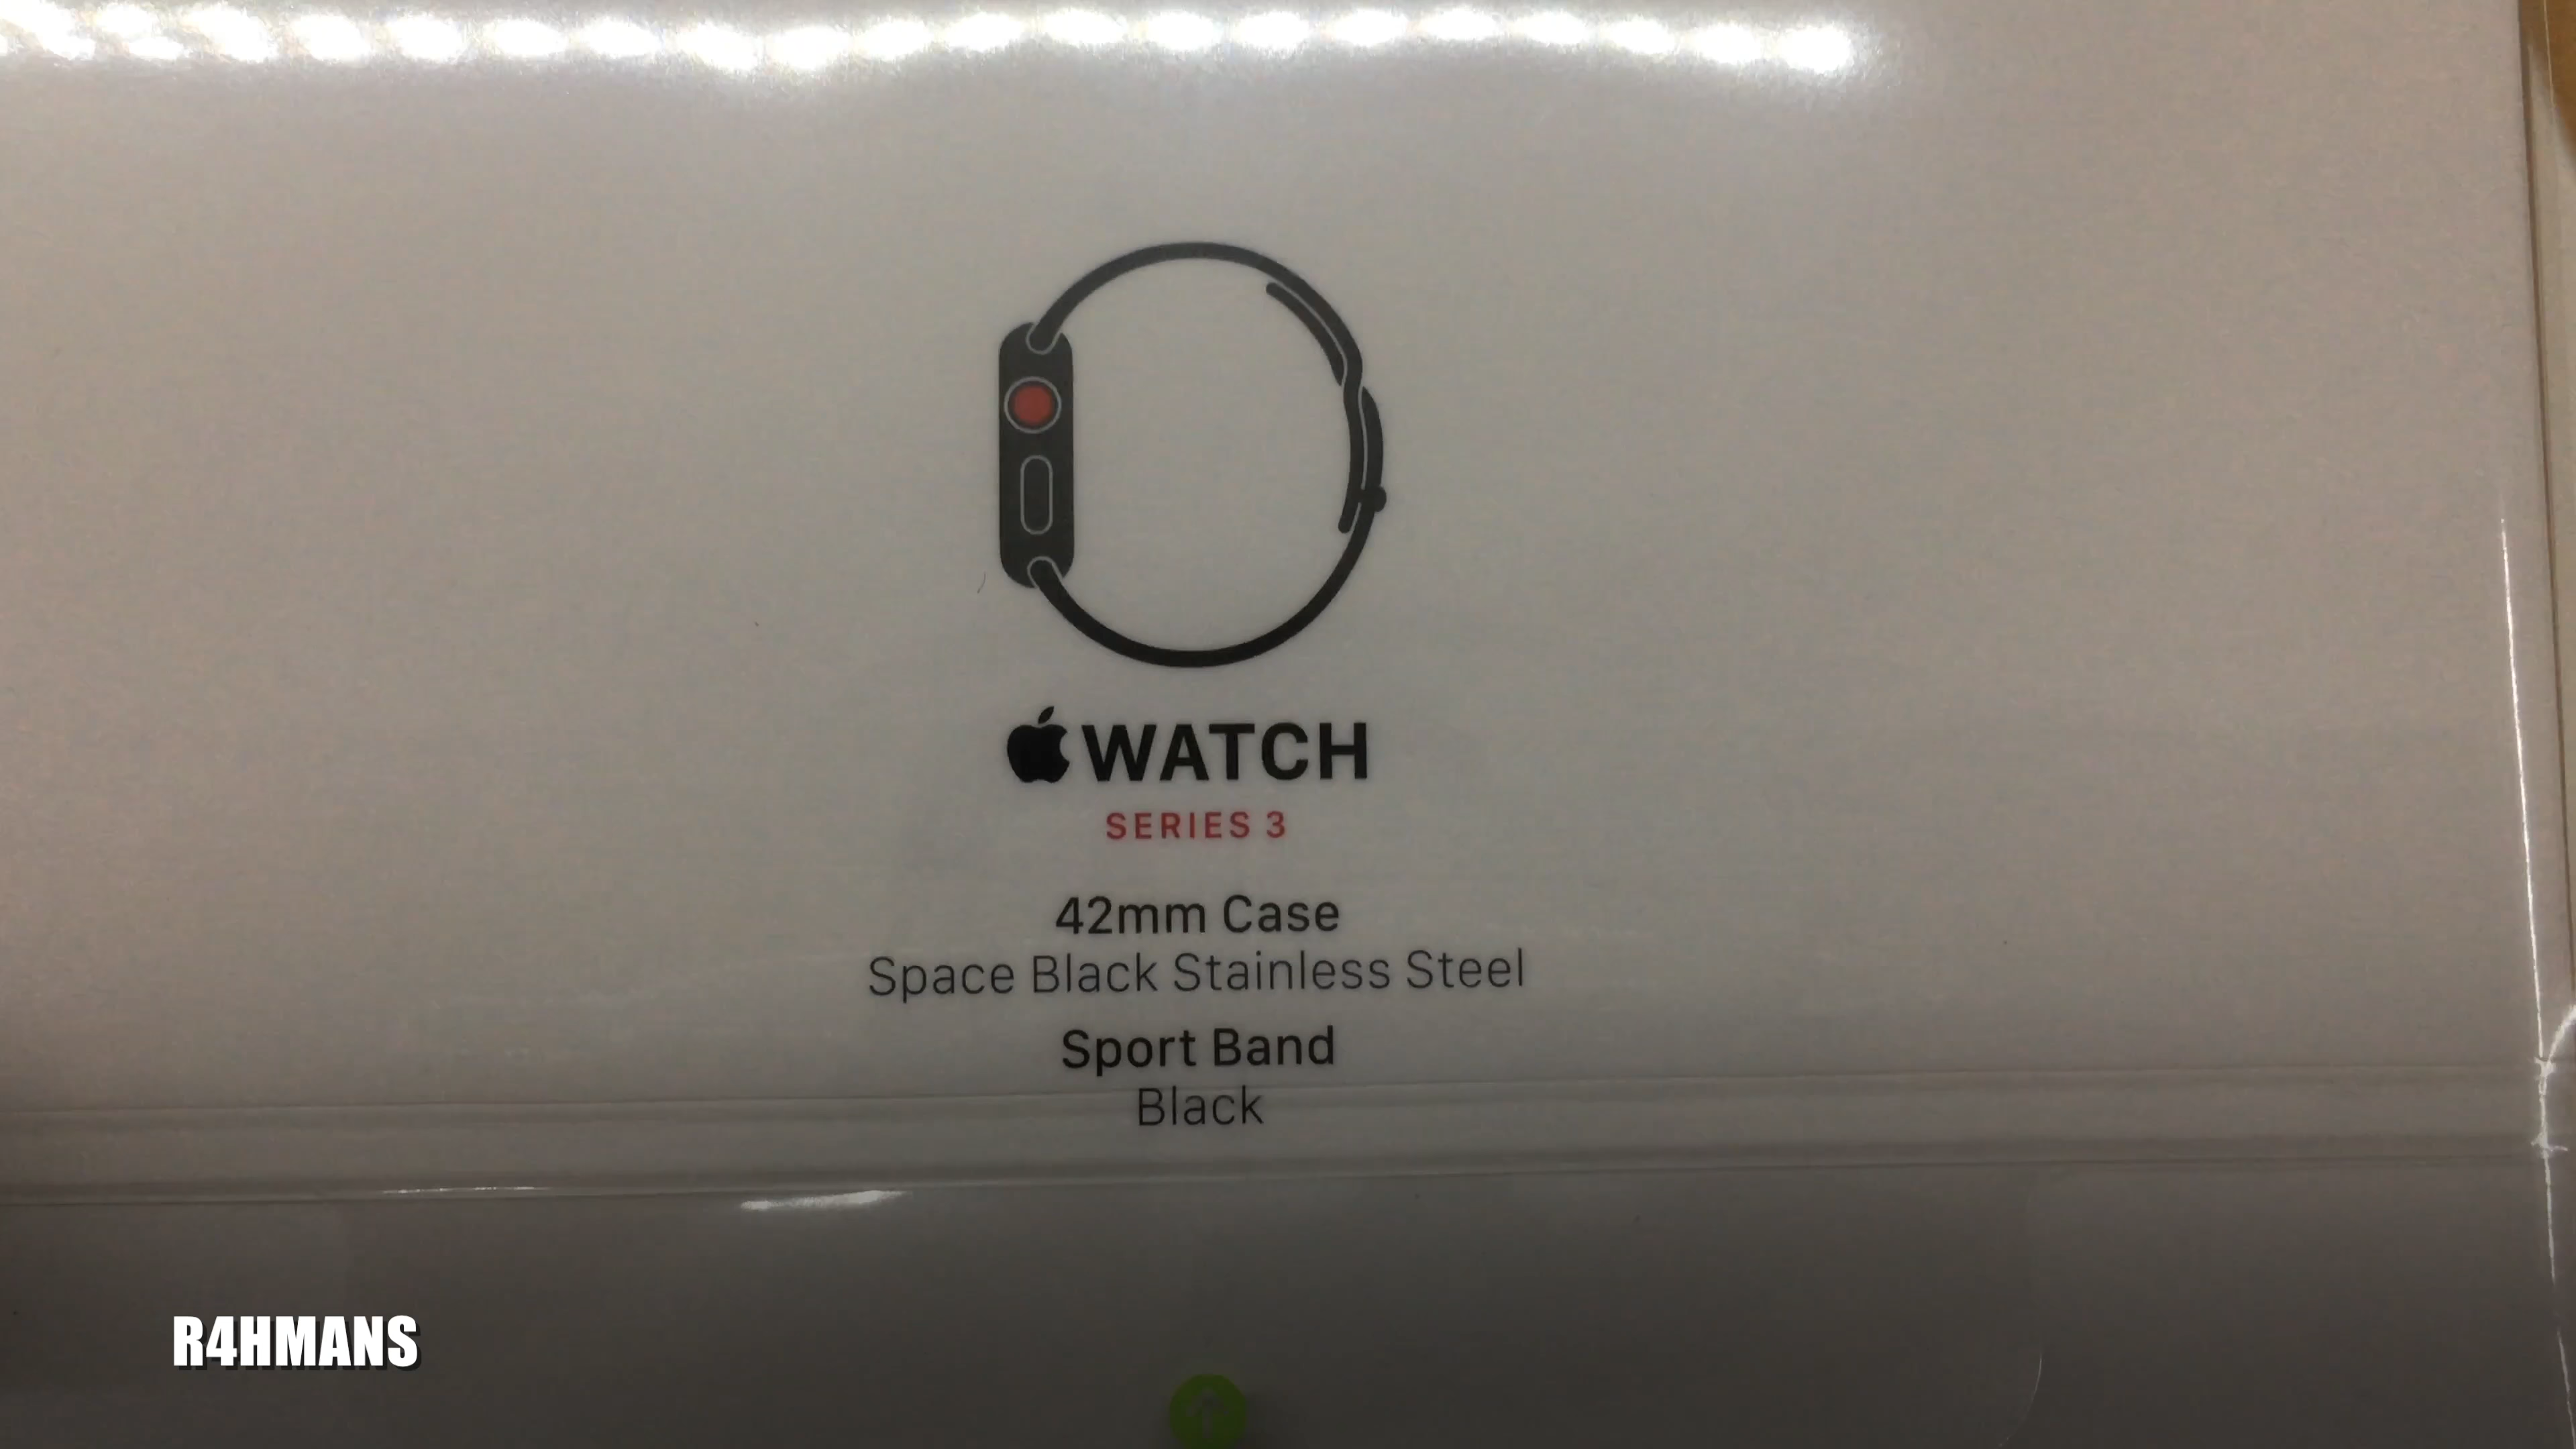 WATCH
SERIES 3
42mm Case
Space Black Stainless Steel
Sport Band
Black
R4HMANS